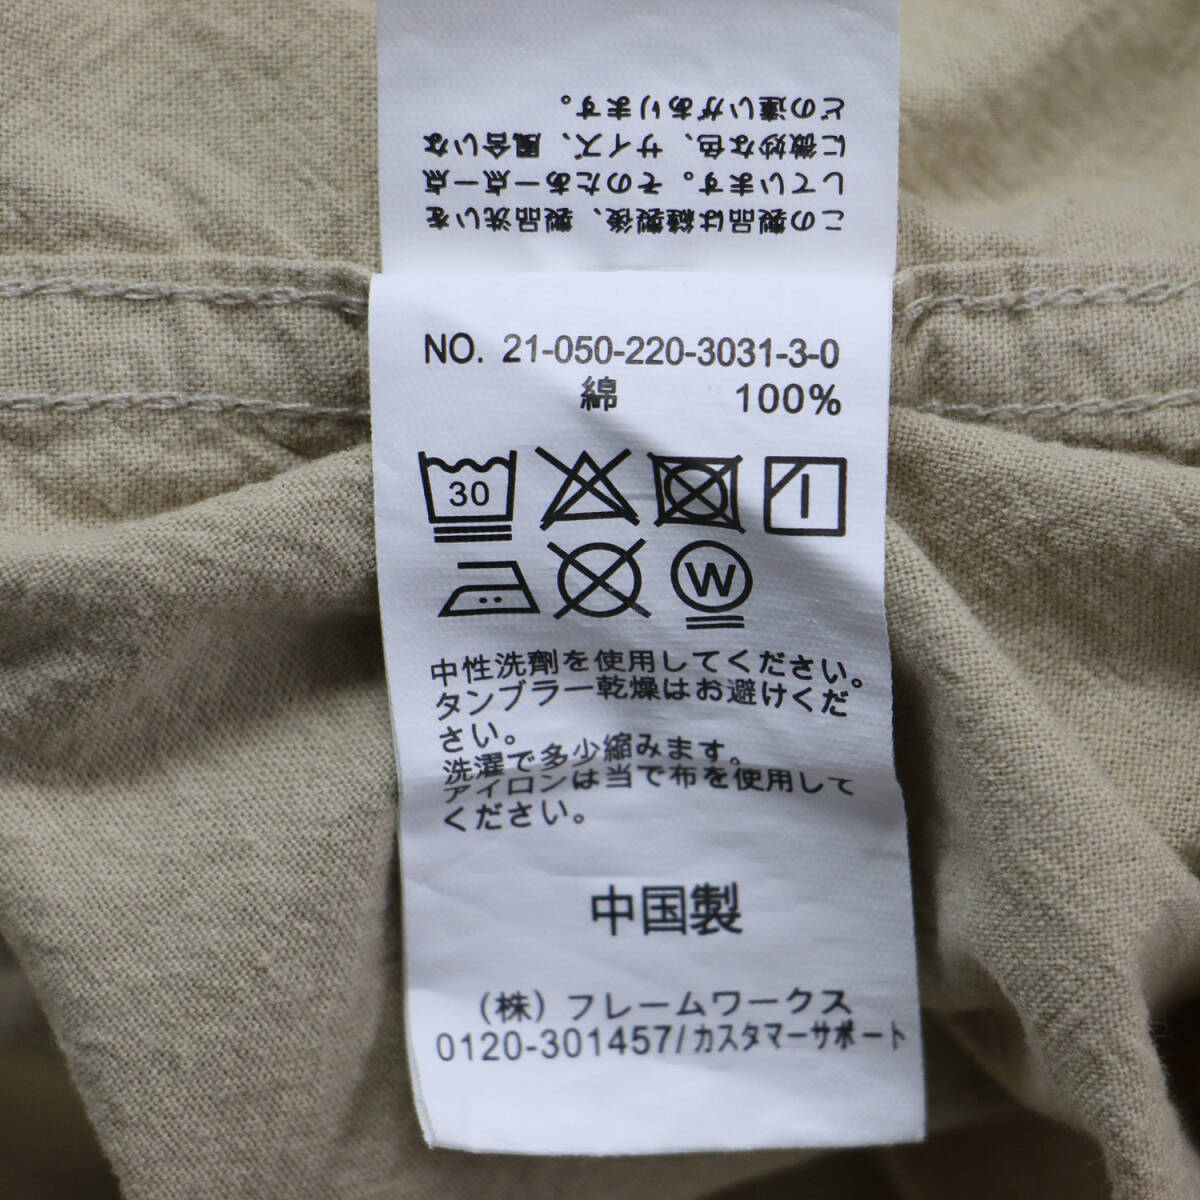 この製品は縫製後、製品洗いを
しています。そのため一点一点
に微妙な色、サイズ、風合いな
どの違いがあります。
NO. 21-050-220-3031-3-0
綿 100%
30
W
中性洗剤を使用してください。
タンブラー乾燥はお避けくだ
さい。
洗濯で多少縮みます。
アイロンは当て布を使用して
ください。
中国製
(株) フレームワークス
0120-301457/カスタマーサポート